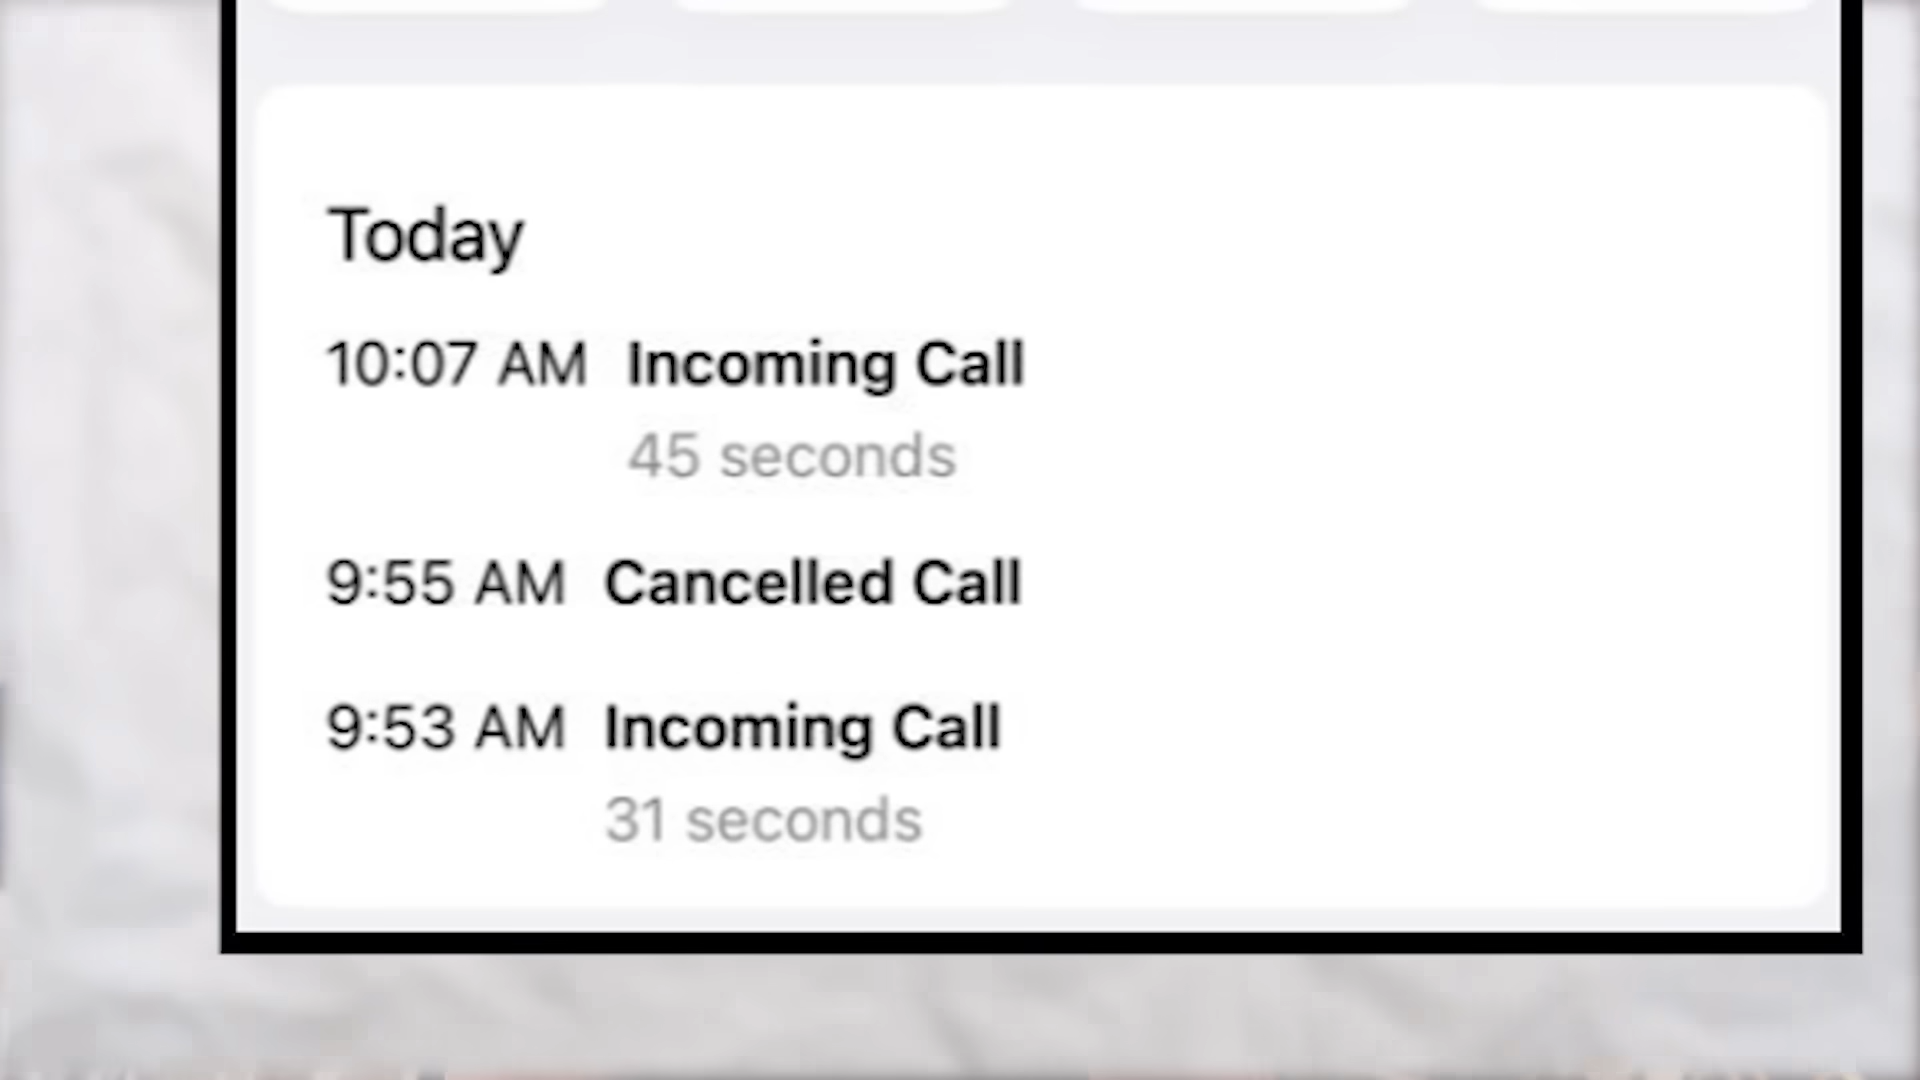 Today
10:07 AM Incoming Call
45 seconds
9:55 AM Cancelled Call
9:53 AM Incoming Call
31 seconds